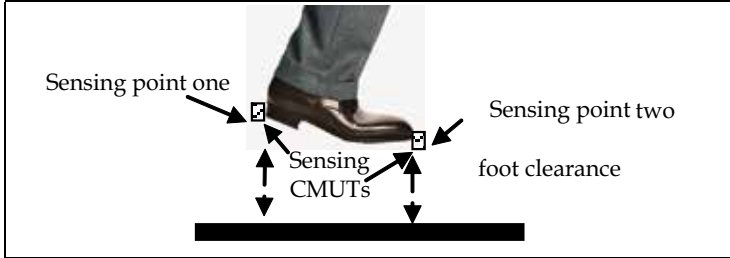 Sensing point one
Sensing point two
Sensing
CMUTs
foot clearance